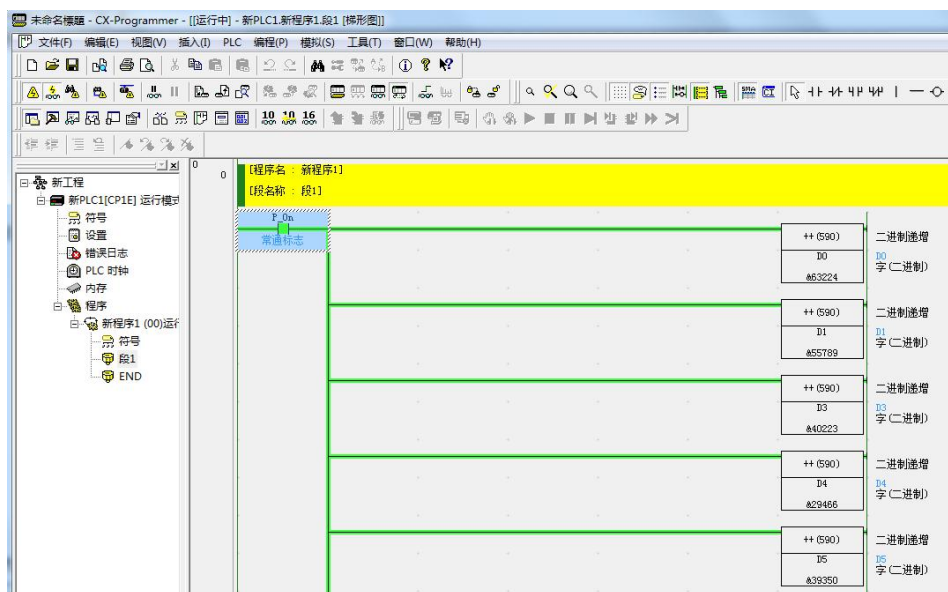 未命名標題 - CX-Programmer - [[运行中] - 新PLC1.新程序1.段1 [梯形图]]
文件(F) 编辑(E) 视图(V) 插入(I) PLC 编程(P) 模拟(S) 工具(T) 窗口(W) 帮助(H)
10 10 16
新工程
新PLC1[CP1E] 运行模式
符号
设置
错误日志
PLC 时钟
内存
程序
新程序1 (00)运行
符号
段1
END
0
0
[程序名 : 新程序1]
[段名称 : 段1]
P_On
常通标志
++(590)
二进制递增
D0
D0
字(二进制)
&63224
++(590)
二进制递增
D1
D1
字(二进制)
&55789
++(590)
二进制递增
D3
D3
字(二进制)
&40223
++(590)
二进制递增
D4
D4
字(二进制)
&29466
++(590)
二进制递增
D5
D5
字(二进制)
&39350